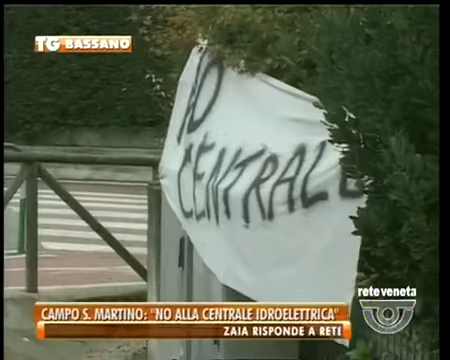 TG BASSANO
NO
CENTRALE
reteveneta
CAMPO S. MARTINO: "NO ALLA CENTRALE IDROELETTRICA"
ZAIA RISPONDE A RETE